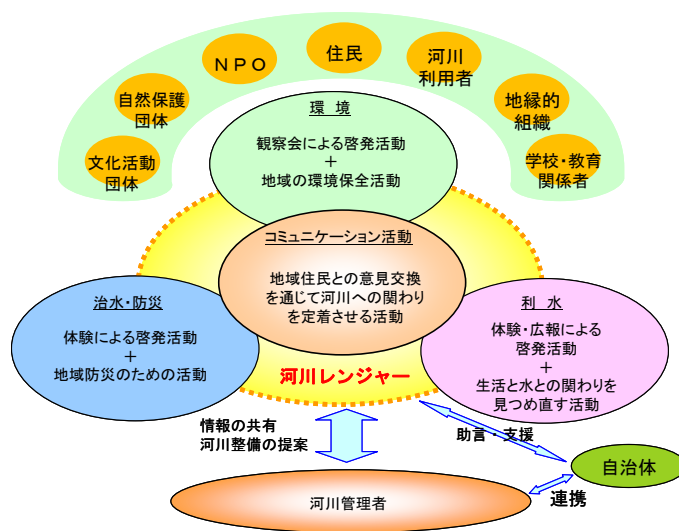 文化活動
団体
自然保護
団体
ＮＰＯ
住民
河川
利用者
地縁的
組織
学校・教育
関係者
環 境
観察会による啓発活動
＋
地域の環境保全活動
コミュニケーション活動
地域住民との意見交換
を通じて河川への関わり
を定着させる活動
治水・防災
体験による啓発活動
＋
地域防災のための活動
利 水
体験・広報による
啓発活動
＋
生活と水との関わりを
見つめ直す活動
河川レンジャー
情報の共有
河川整備の提案
助言・支援
自治体
連携
河川管理者